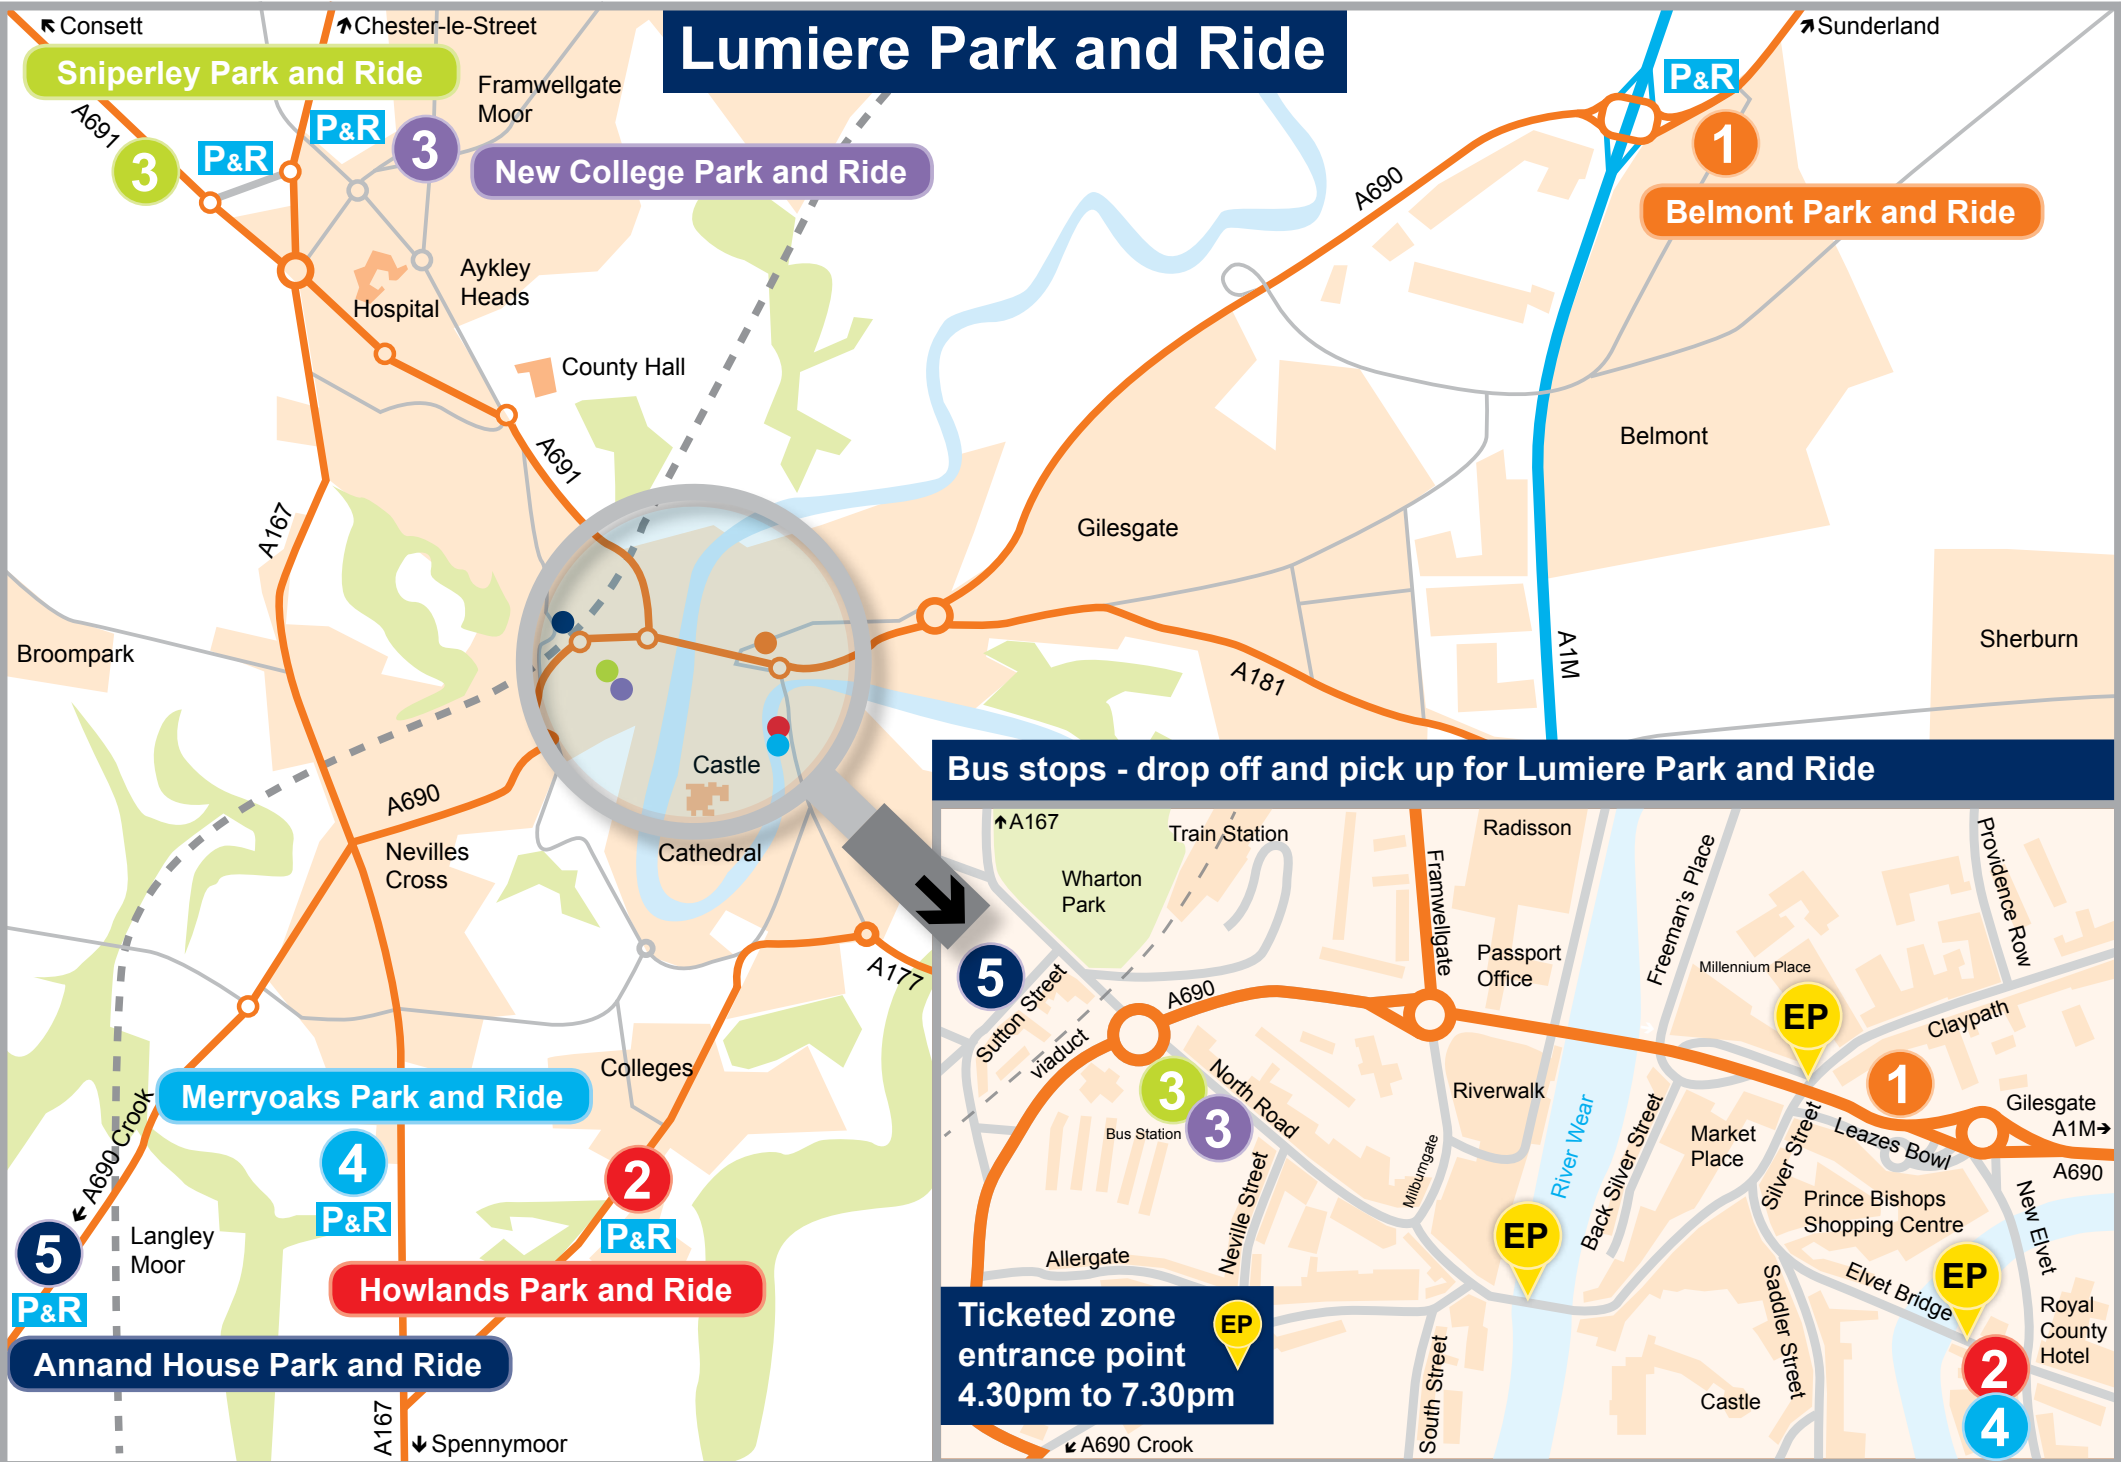 Lumiere Park and Ride
Consett
Chester-le-Street
Sunderland
Sniperley Park and Ride
Framwellgate
Moor
P&R
A691
3
P&R
3
New College Park and Ride
P&R
1
Belmont Park and Ride
A690
Aykley
Heads
Hospital
County Hall
A691
A167
Belmont
Gilesgate
Broompark
A1M
Sherburn
A181
Castle
A690
Nevilles
Cross
Cathedral
A177
Colleges
Merryoaks Park and Ride
A690 Crook
4
P&R
2
P&R
5
P&R
Langley
Moor
Howlands Park and Ride
Annand House Park and Ride
A167
Spennymoor
Bus stops - drop off and pick up for Lumiere Park and Ride
A167
Train Station
Radisson
Wharton
Park
Framwellgate
Freeman's Place
Providence Row
Passport
Office
Millennium Place
5
Sutton Street
viaduct
A690
EP
Claypath
3
3
North Road
Bus Station
Riverwalk
River Wear
Back Silver Street
Market
Place
Silver Street
1
Leazes Bowl
Gilesgate
A1M
A690
Milburngate
Neville Street
Allergate
EP
Prince Bishops
Shopping Centre
New Elvet
Elvet Bridge
EP
Saddler Street
Royal
County
Hotel
2
4
South Street
Castle
Ticketed zone
entrance point
4.30pm to 7.30pm
EP
A690 Crook